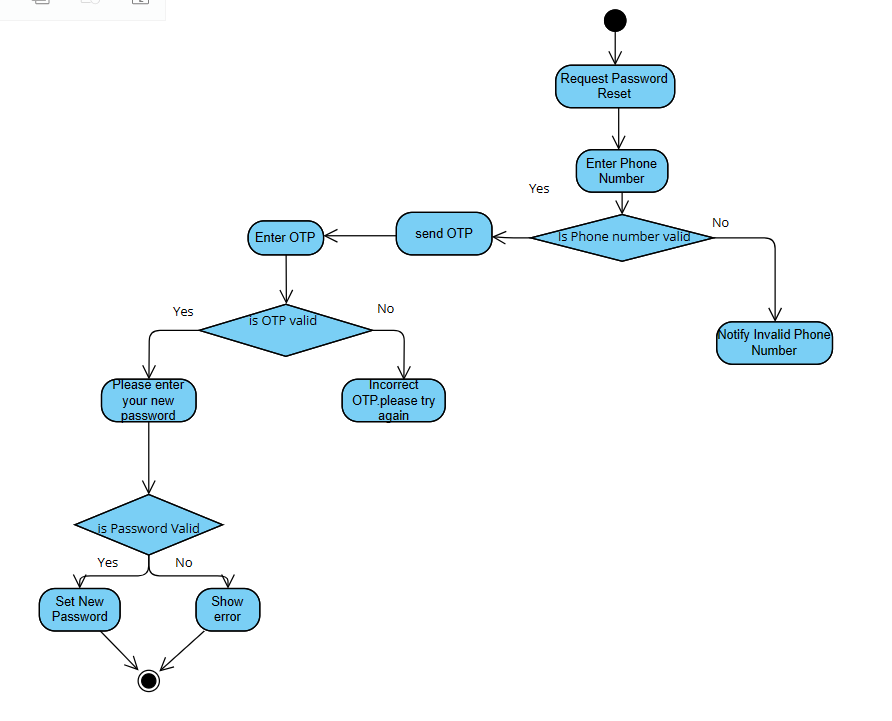 Request Password
Reset
Enter Phone
Number
Yes
Is Phone number valid
No
send OTP
Enter OTP
Notify Invalid Phone
Number
Yes
is OTP valid
No
Please enter
your new
password
Incorrect
OTP.please try
again
is Password Valid
Yes
No
Set New
Password
Show
error